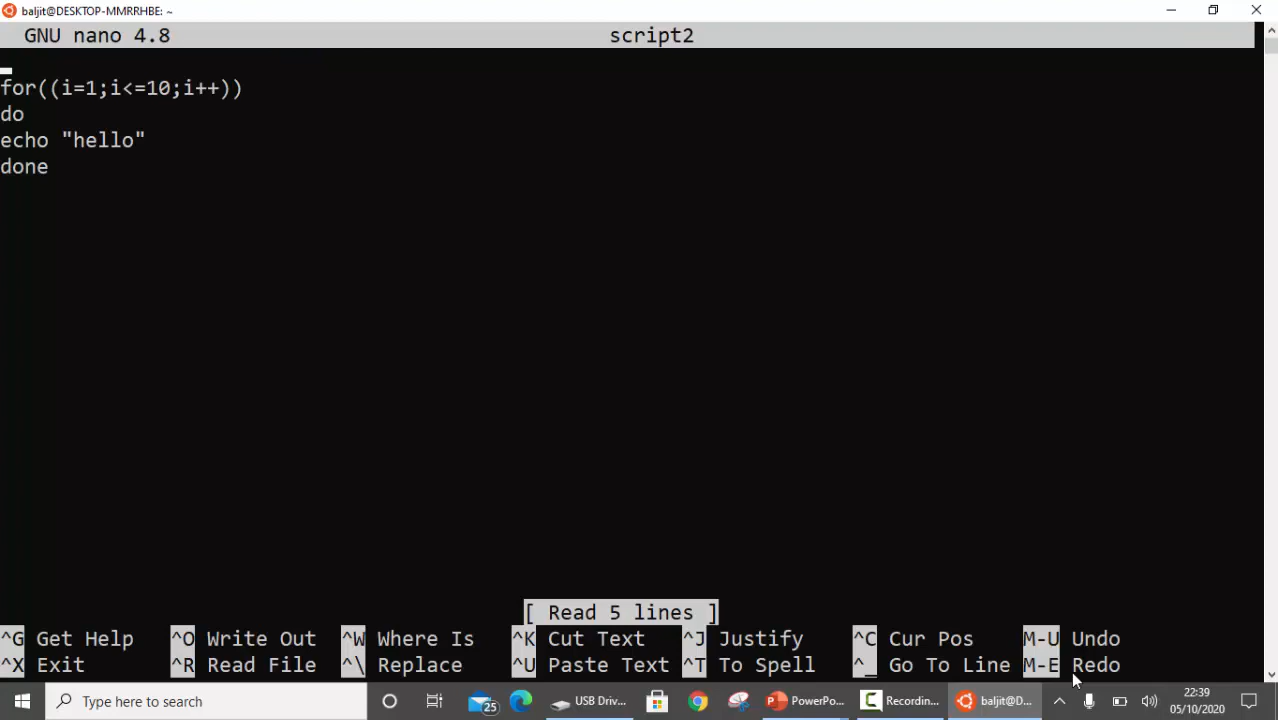 baljit@DESKTOP-MMRRHBE: ~
GNU nano 4.8 script2
for((i=1;i<=10;i++))
do
echo "hello"
done
[ Read 5 lines ]
^G Get Help ^O Write Out ^W Where Is ^K Cut Text ^J Justify ^C Cur Pos M-U Undo
^X Exit ^R Read File ^\ Replace ^U Paste Text ^T To Spell ^_ Go To Line M-E Redo
Type here to search 25 USB Driv... PowerPo... Recordin... baljit@D... 22:39
05/10/2020